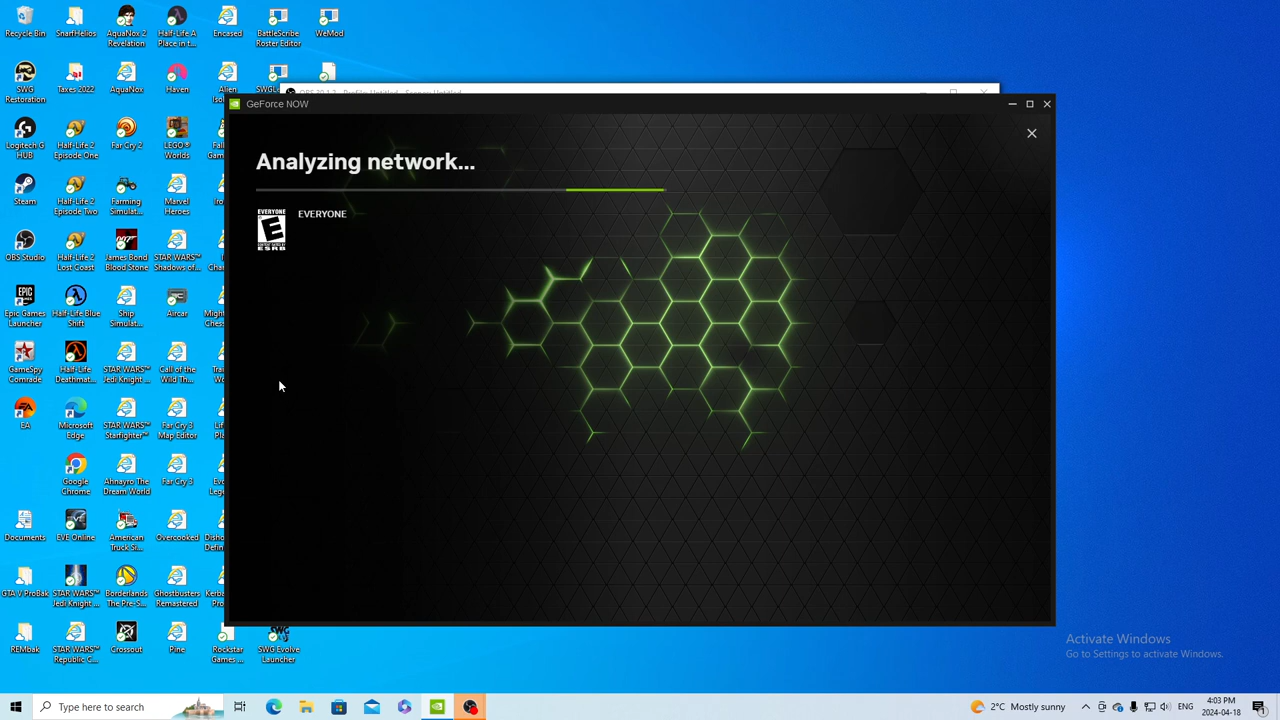 Recycle Bin
SnarfHelios
AquaNox 2
Revelation
Half-Life A
Place in t...
Encased
BattleScribe
Roster Editor
WeMod
SWG
Restoration
Taxes 2022
AquaNox
Haven
Alien
GeForce NOW
Analyzing network...
EVERYONE
EVERYONE
E
CONTENT RATED BY
ESRB
Logitech G
HUB
Half-Life 2
Episode One
Far Cry 2
LEGO®
Worlds
Steam
Half-Life 2
Episode Two
Farming
Simulat...
Marvel
Heroes
OBS Studio
Half-Life 2
Lost Coast
James Bond
Blood Stone
STAR WARS™
Shadows of...
Epic Games
Launcher
Half-Life Blue
Shift
Ship
Simulat...
Aircar
GameSpy
Comrade
Half-Life
Deathmat...
STAR WARS™
Jedi Knight ...
Call of the
Wild Th...
EA
Microsoft
Edge
STAR WARS™
Starfighter™
Far Cry 3
Map Editor
Google
Chrome
Ahnayro The
Dream World
Far Cry 3
Documents
EVE Online
American
Truck Si...
Overcooked
GTA V ProBak
STAR WARS™
Jedi Knight ...
Borderlands
The Pre-S...
Ghostbusters
Remastered
REMbak
STAR WARS™
Republic C...
Crossout
Pine
Rockstar
Games ...
SWG Evolve
Launcher
Activate Windows
Go to Settings to activate Windows.
Type here to search
2°C Mostly sunny
ENG
4:03 PM
2024-04-18